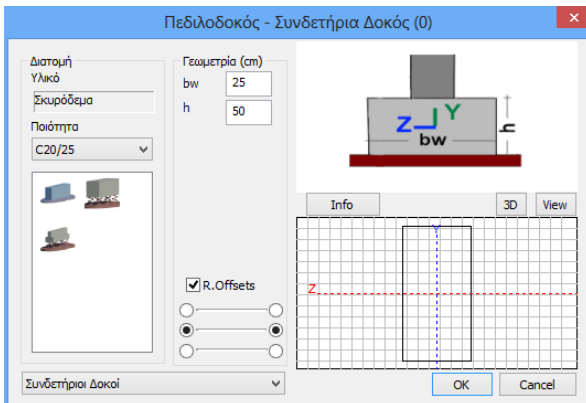 Πεδιλοδοκός - Συνδετήρια Δοκός (0)
Διατομή
Υλικό
Σκυρόδεμα
Ποιότητα
C20/25
Γεωμετρία (cm)
bw 25
h 50
R.Offsets
Συνδετήριοι Δοκοί
Z Y
bw
h
Info 3D View
Y
Z
OK Cancel